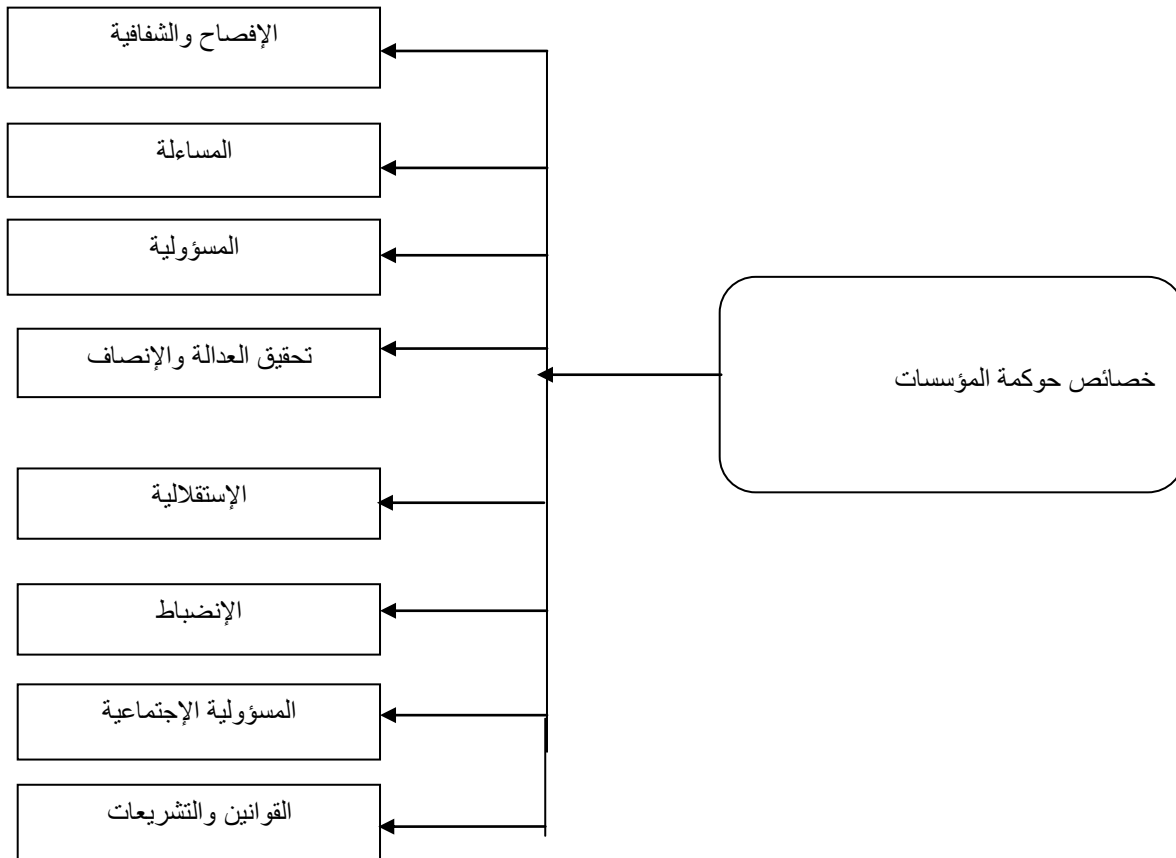 خصائص حوكمة المؤسسات
الإفصاح والشفافية
المساءلة
المسؤولية
تحقيق العدالة والإنصاف
الإستقلالية
الإنضباط
المسؤولية الإجتماعية
القوانين والتشريعات